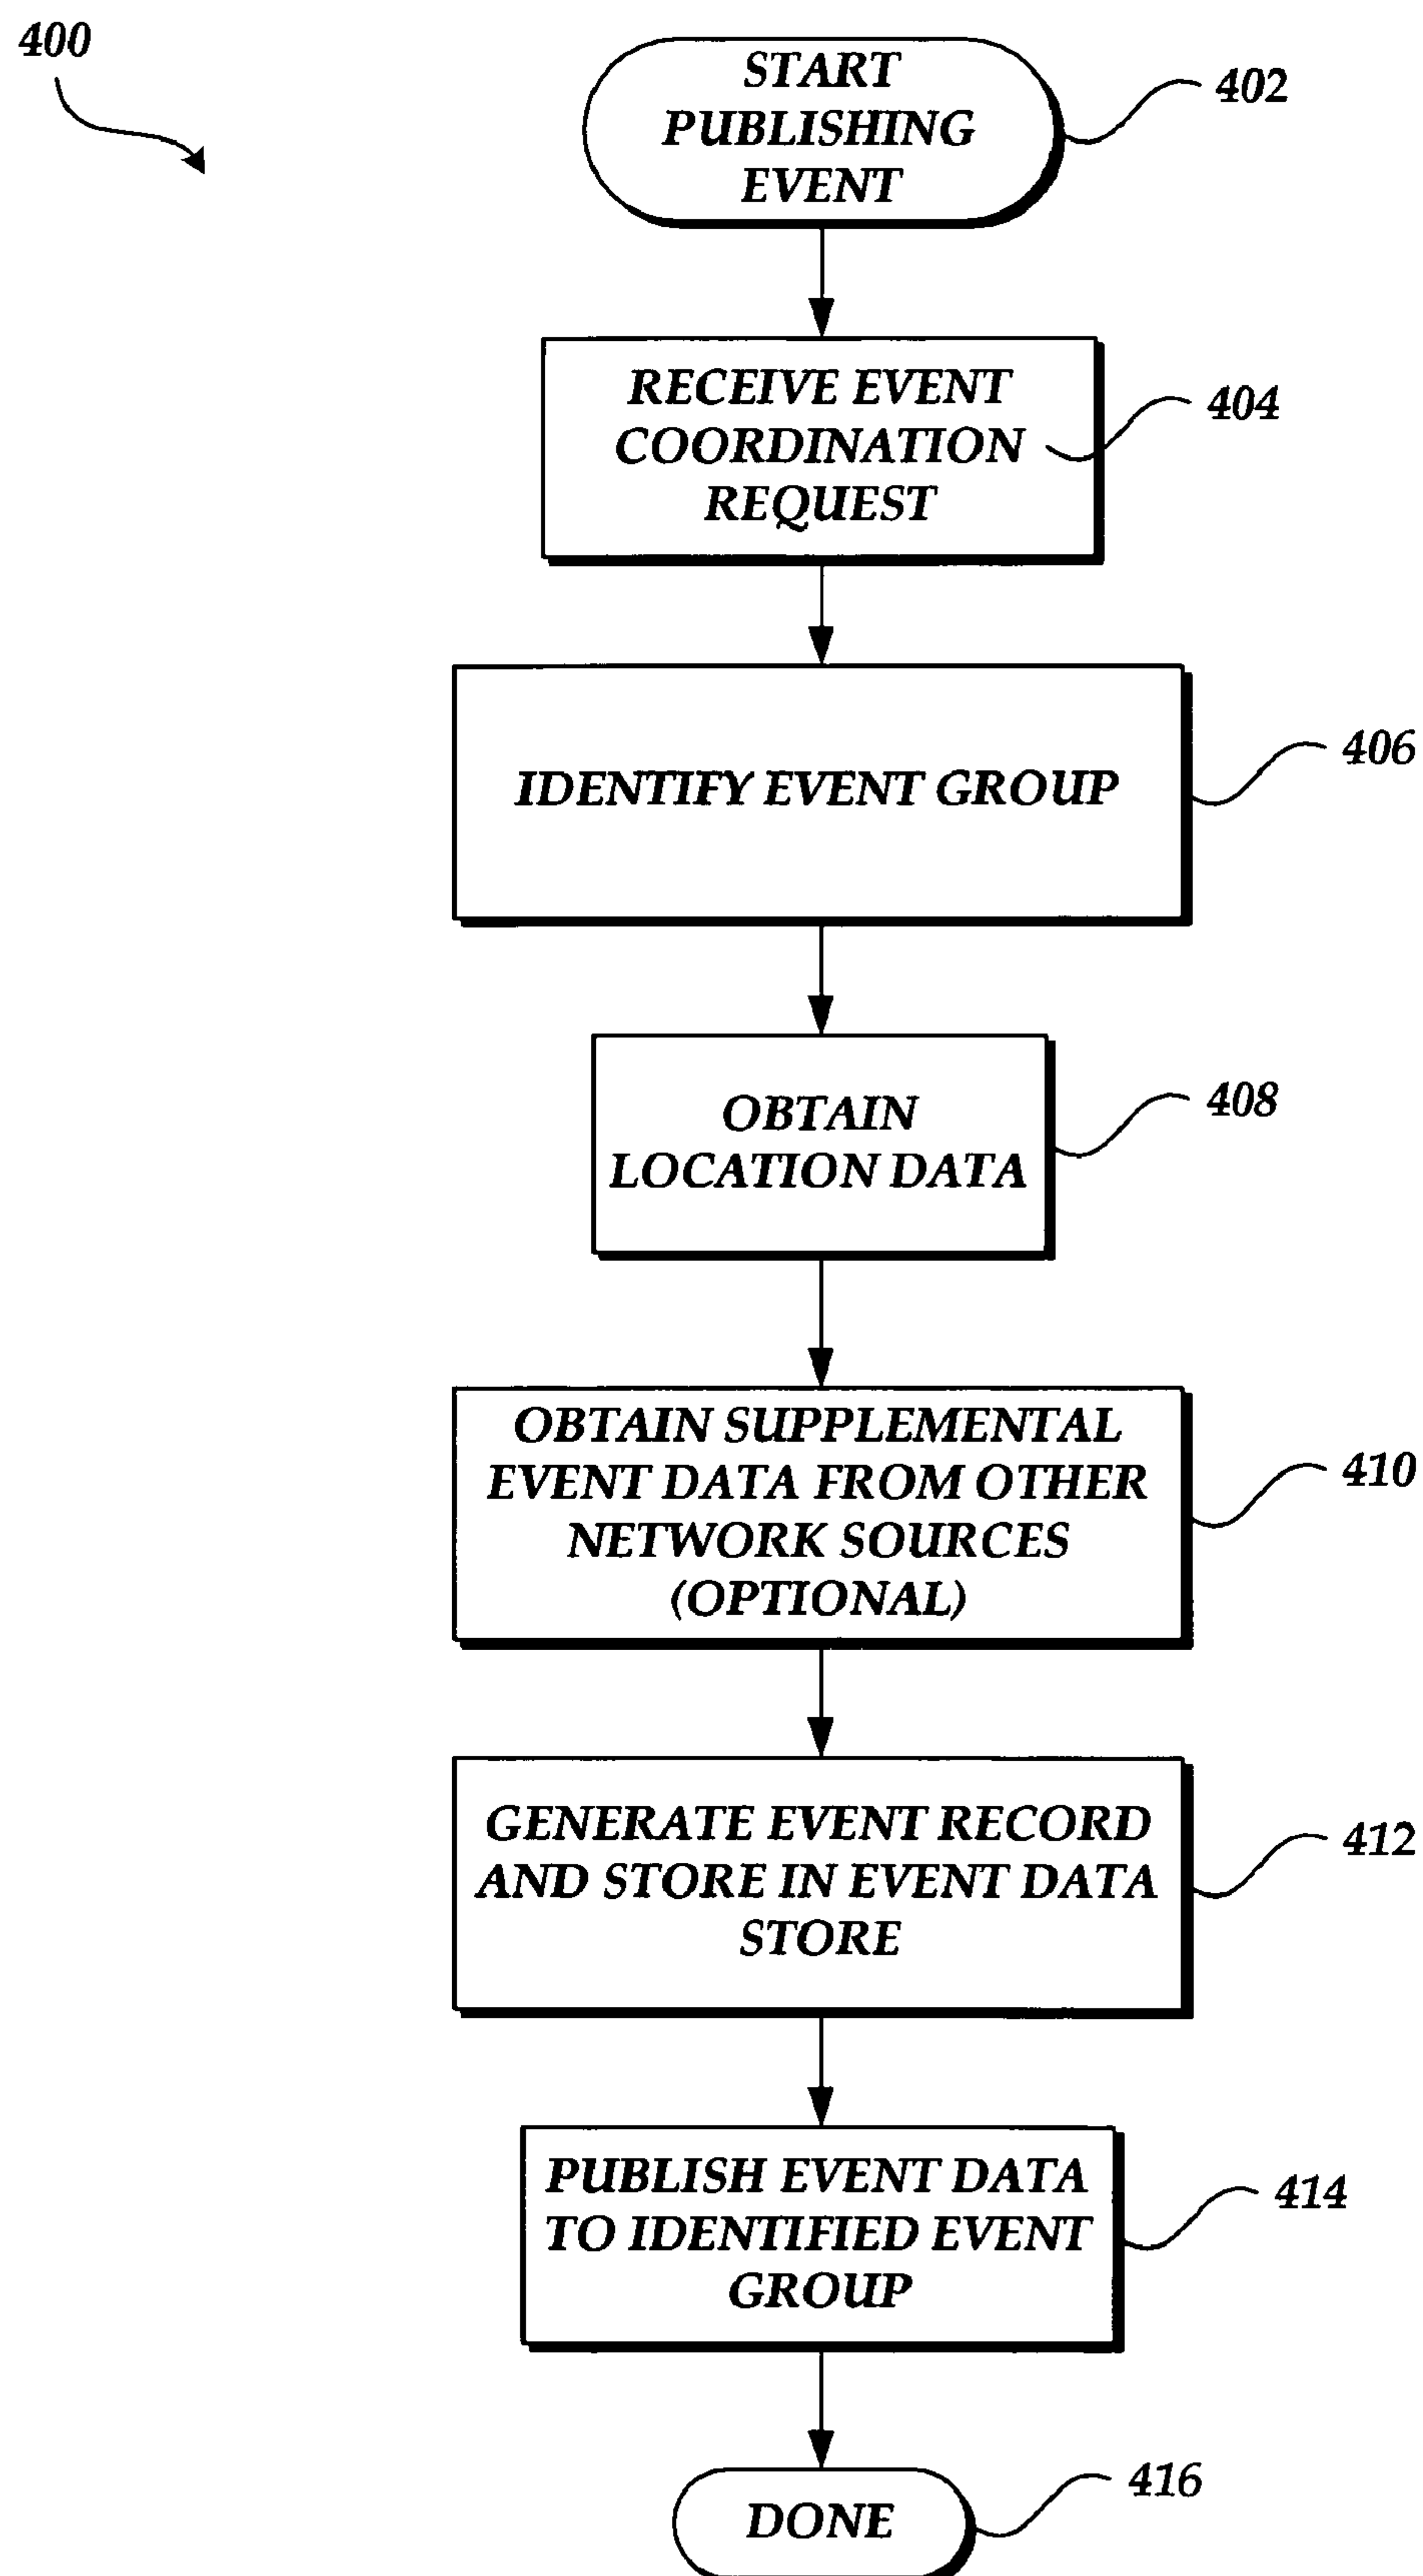 400
START
PUBLISHING
EVENT
402
RECEIVE EVENT
COORDINATION
REQUEST
404
IDENTIFY EVENT GROUP
406
OBTAIN
LOCATION DATA
408
OBTAIN SUPPLEMENTAL
EVENT DATA FROM OTHER
NETWORK SOURCES
(OPTIONAL)
410
GENERATE EVENT RECORD
AND STORE IN EVENT DATA
STORE
412
PUBLISH EVENT DATA
TO IDENTIFIED EVENT
GROUP
414
DONE
416